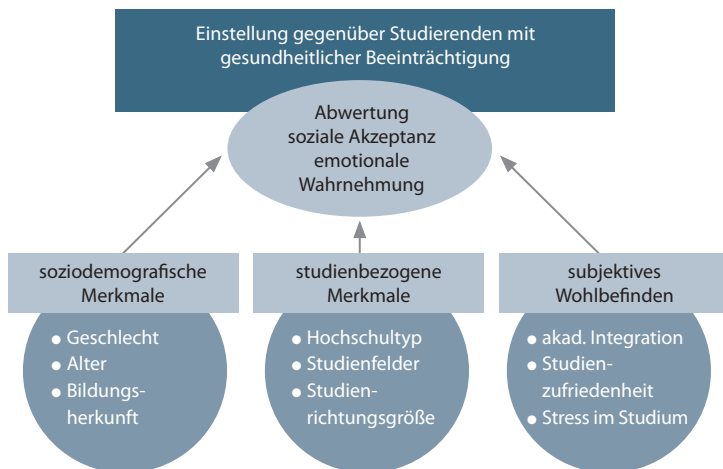 Einstellung gegenüber Studierenden mit
gesundheitlicher Beeinträchtigung
Abwertung
soziale Akzeptanz
emotionale
Wahrnehmung
soziodemografische
Merkmale
• Geschlecht
• Alter
• Bildungs-
herkunft
studienbezogene
Merkmale
• Hochschultyp
• Studienfelder
• Studien-
richtungsgröße
subjektives
Wohlbefinden
• akad. Integration
• Studien-
zufriedenheit
• Stress im Studium